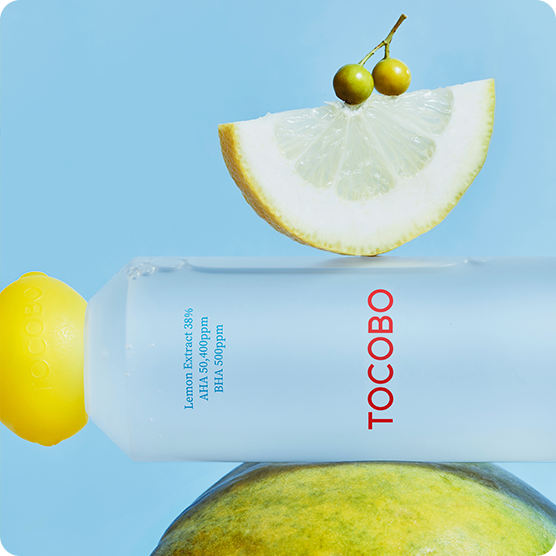 TOCOBO
Lemon Extract 38%
AHA 50,400ppm
BHA 500ppm
TOCOBO